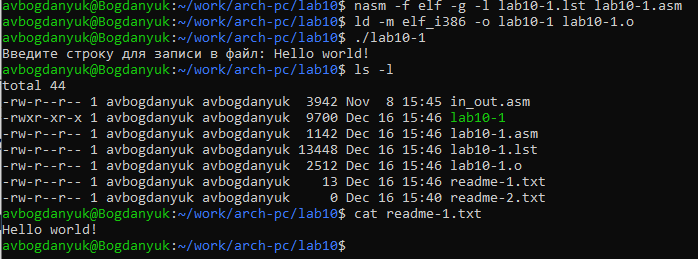 avbogdanyuk@Bogdanyuk:~/work/arch-pc/lab10$ nasm -f elf -g -l lab10-1.lst lab10-1.asm
avbogdanyuk@Bogdanyuk:~/work/arch-pc/lab10$ ld -m elf_i386 -o lab10-1 lab10-1.o
avbogdanyuk@Bogdanyuk:~/work/arch-pc/lab10$ ./lab10-1
Введите строку для записи в файл: Hello world!
avbogdanyuk@Bogdanyuk:~/work/arch-pc/lab10$ ls -l
total 44
-rw-r--r-- 1 avbogdanyuk avbogdanyuk  3942 Nov  8 15:45 in_out.asm
-rwxr-xr-x 1 avbogdanyuk avbogdanyuk  9700 Dec 16 15:46 lab10-1
-rw-r--r-- 1 avbogdanyuk avbogdanyuk  1142 Dec 16 15:46 lab10-1.asm
-rw-r--r-- 1 avbogdanyuk avbogdanyuk 13448 Dec 16 15:46 lab10-1.lst
-rw-r--r-- 1 avbogdanyuk avbogdanyuk  2512 Dec 16 15:46 lab10-1.o
-rw-r--r-- 1 avbogdanyuk avbogdanyuk    13 Dec 16 15:46 readme-1.txt
-rw-r--r-- 1 avbogdanyuk avbogdanyuk     0 Dec 16 15:40 readme-2.txt
avbogdanyuk@Bogdanyuk:~/work/arch-pc/lab10$ cat readme-1.txt
Hello world!
avbogdanyuk@Bogdanyuk:~/work/arch-pc/lab10$